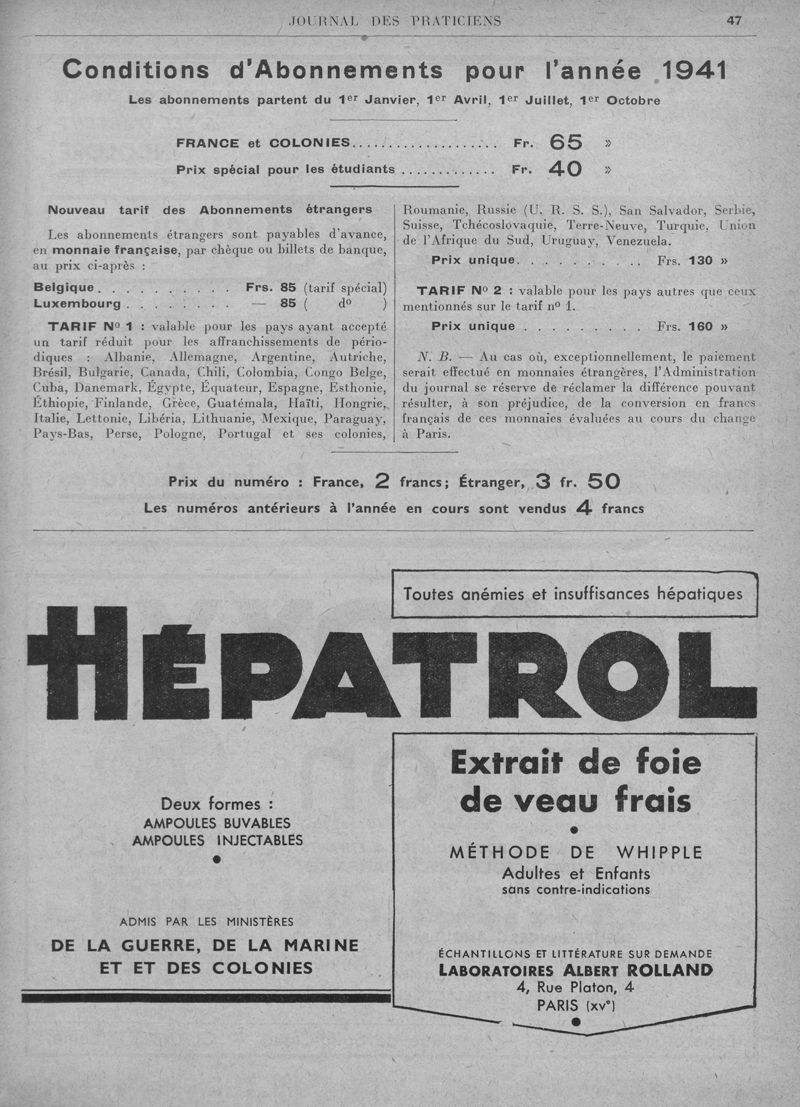 JOURNAL DES PRATICIENS 47
Conditions d'Abonnements pour l'année 1941
Les abonnements partent du 1er Janvier, 1er Avril, 1er Juillet, 1er Octobre
FRANCE et COLONIES..................... Fr. 65 »
Prix spécial pour les étudiants ............. Fr. 40 »
Nouveau tarif des Abonnements étrangers
Les abonnements étrangers sont payables d'avance,
en monnaie française, par chèque ou billets de banque,
au prix ci-après :
Belgique . . . . . . . . . . Frs. 85 (tarif spécial)
Luxembourg . . . . . . . . — 85 ( do )
TARIF No 1 : valable pour les pays ayant accepté
un tarif réduit pour les affranchissements de pério-
diques : Albanie, Allemagne, Argentine, Autriche,
Brésil, Bulgarie, Canada, Chili, Colombia, Congo Belge,
Cuba, Danemark, Égypte, Équateur, Espagne, Esthonie,
Éthiopie, Finlande, Grèce, Guatémala, Haïti, Hongrie,
Italie, Lettonie, Libéria, Lithuanie, Mexique, Paraguay,
Pays-Bas, Perse, Pologne, Portugal et ses colonies,
Roumanie, Russie (U. R. S. S.), San Salvador, Serbie,
Suisse, Tchécoslovaquie, Terre-Neuve, Turquie, Union
de l'Afrique du Sud, Uruguay, Venezuela.
Prix unique. . . . . . . . . . Frs. 130 »
TARIF No 2 : valable pour les pays autres que ceux
mentionnés sur le tarif no 1.
Prix unique . . . . . . . . . Frs. 160 »
N. B. — Au cas où, exceptionnellement, le paiement
serait effectué en monnaies étrangères, l'Administration
du journal se réserve de réclamer la différence pouvant
résulter, à son préjudice, de la conversion en francs
français de ces monnaies évaluées au cours du change
à Paris.
Prix du numéro : France, 2 francs; Étranger, 3 fr. 50
Les numéros antérieurs à l'année en cours sont vendus 4 francs
Toutes anémies et insuffisances hépatiques
HÉPATROL
Deux formes :
AMPOULES BUVABLES
AMPOULES INJECTABLES
ADMIS PAR LES MINISTÈRES
DE LA GUERRE, DE LA MARINE
ET ET DES COLONIES
Extrait de foie
de veau frais
MÉTHODE DE WHIPPLE
Adultes et Enfants
sans contre-indications
ÉCHANTILLONS ET LITTÉRATURE SUR DEMANDE
LABORATOIRES ALBERT ROLLAND
4, Rue Platon, 4
PARIS (XVe)